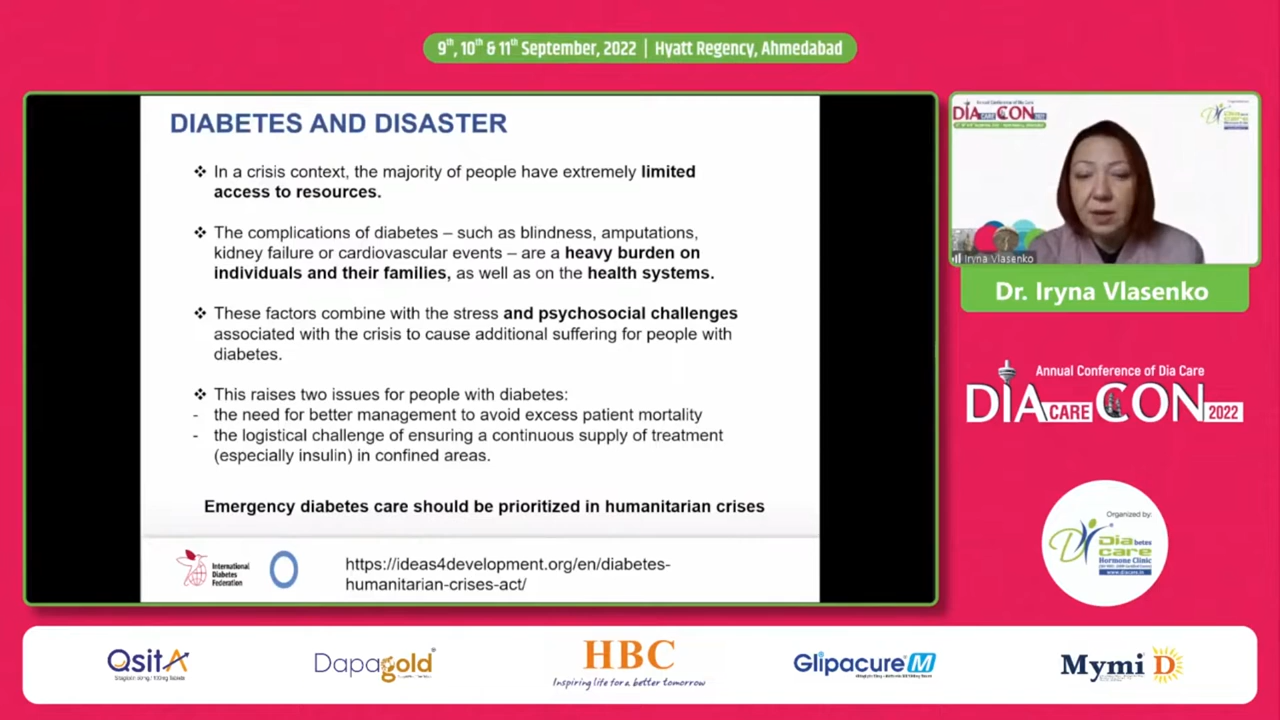 9th, 10th & 11th September, 2022 | Hyatt Regency, Ahmedabad
DIABETES AND DISASTER
❖ In a crisis context, the majority of people have extremely limited
access to resources.
❖ The complications of diabetes – such as blindness, amputations,
kidney failure or cardiovascular events – are a heavy burden on
individuals and their families, as well as on the health systems.
❖ These factors combine with the stress and psychosocial challenges
associated with the crisis to cause additional suffering for people with
diabetes.
❖ This raises two issues for people with diabetes:
- the need for better management to avoid excess patient mortality
- the logistical challenge of ensuring a continuous supply of treatment
(especially insulin) in confined areas.
Emergency diabetes care should be prioritized in humanitarian crises
International
Diabetes
Federation
https://ideas4development.org/en/diabetes-
humanitarian-crises-act/
DIA CARE CON
Iryna Vlasenko
Dr. Iryna Vlasenko
Annual Conference of Dia Care
DIA CARE CON 2022
Organized by:
Diabetes
care
Hormone Clinic
www.diacare.in
QsitA
Dapagold
HBC
Inspiring life for a better tomorrow
Glipacure M
Mymi D